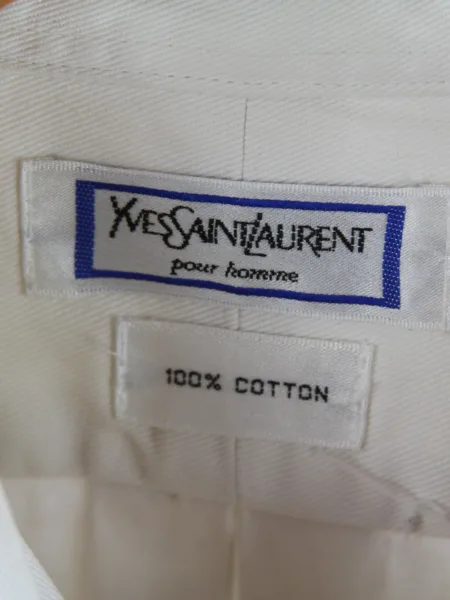 YVESSAINTLAURENT
pour homme
100% COTTON